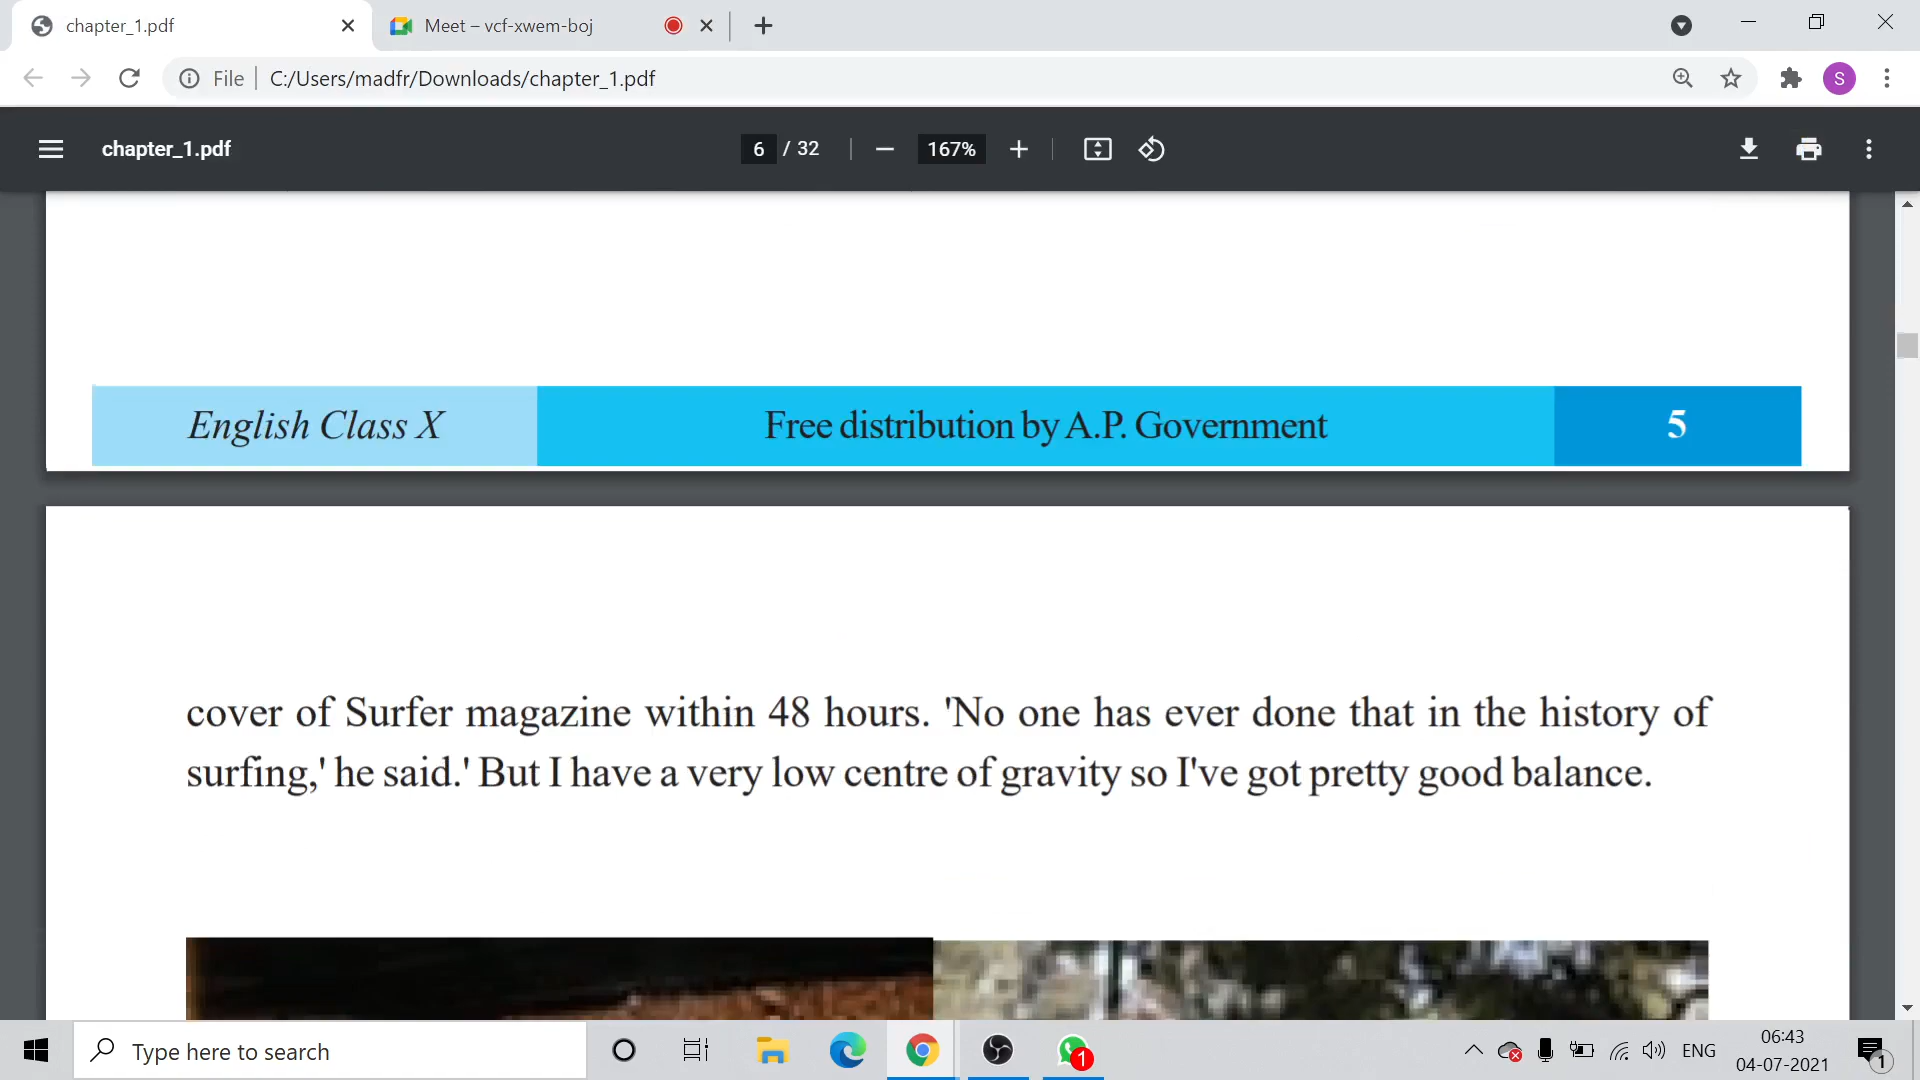 chapter_1.pdf
Meet – vcf-xwem-boj
File
C:/Users/madfr/Downloads/chapter_1.pdf
S
chapter_1.pdf
6 / 32
167%
English Class X
Free distribution by A.P. Government
5
cover of Surfer magazine within 48 hours. 'No one has ever done that in the history of
surfing,' he said.' But I have a very low centre of gravity so I've got pretty good balance.
Type here to search
1
ENG
06:43
04-07-2021
1